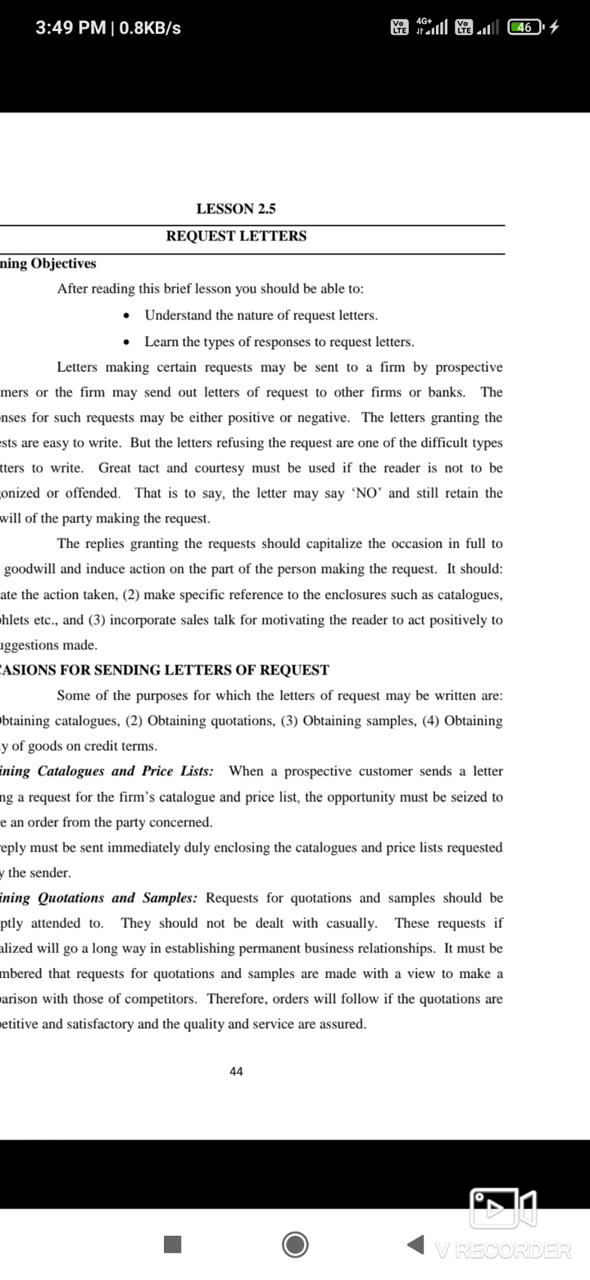 3:49 PM | 0.8KB/s
Vo LTE 4G+ Vo LTE 46
LESSON 2.5
REQUEST LETTERS
ning Objectives
After reading this brief lesson you should be able to:
• Understand the nature of request letters.
• Learn the types of responses to request letters.
Letters making certain requests may be sent to a firm by prospective
mers or the firm may send out letters of request to other firms or banks. The
nses for such requests may be either positive or negative. The letters granting the
sts are easy to write. But the letters refusing the request are one of the difficult types
tters to write. Great tact and courtesy must be used if the reader is not to be
onized or offended. That is to say, the letter may say ‘NO’ and still retain the
will of the party making the request.
The replies granting the requests should capitalize the occasion in full to
goodwill and induce action on the part of the person making the request. It should:
ate the action taken, (2) make specific reference to the enclosures such as catalogues,
hlets etc., and (3) incorporate sales talk for motivating the reader to act positively to
uggestions made.
CASIONS FOR SENDING LETTERS OF REQUEST
Some of the purposes for which the letters of request may be written are:
btaining catalogues, (2) Obtaining quotations, (3) Obtaining samples, (4) Obtaining
ly of goods on credit terms.
ining Catalogues and Price Lists: When a prospective customer sends a letter
ng a request for the firm’s catalogue and price list, the opportunity must be seized to
e an order from the party concerned.
reply must be sent immediately duly enclosing the catalogues and price lists requested
y the sender.
ining Quotations and Samples: Requests for quotations and samples should be
ptly attended to. They should not be dealt with casually. These requests if
alized will go a long way in establishing permanent business relationships. It must be
mbered that requests for quotations and samples are made with a view to make a
parison with those of competitors. Therefore, orders will follow if the quotations are
petitive and satisfactory and the quality and service are assured.
44
V RECORDER